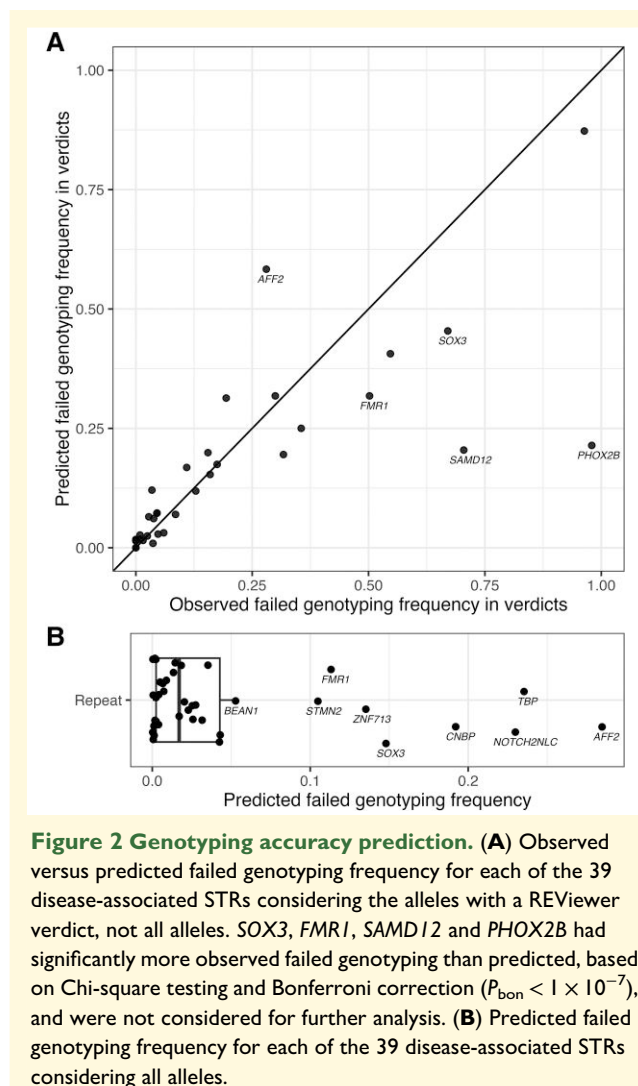 A
1.00
0.75
0.50
0.25
0.00
Predicted failed genotyping frequency in verdicts
AFF2
SOX3
FMR1
SAMD12
PHOX2B
0.00 0.25 0.50 0.75 1.00
Observed failed genotyping frequency in verdicts
B
Repeat
FMR1
TBP
BEAN1
STMN2
ZNF713
CNBP
NOTCH2NLC
AFF2
SOX3
0.0 0.1 0.2
Predicted failed genotyping frequency
Figure 2 Genotyping accuracy prediction. (A) Observed
versus predicted failed genotyping frequency for each of the 39
disease-associated STRs considering the alleles with a REViewer
verdict, not all alleles. SOX3, FMR1, SAMD12 and PHOX2B had
significantly more observed failed genotyping than predicted, based
on Chi-square testing and Bonferroni correction (P_bon < 1 × 10⁻⁷),
and were not considered for further analysis. (B) Predicted failed
genotyping frequency for each of the 39 disease-associated STRs
considering all alleles.